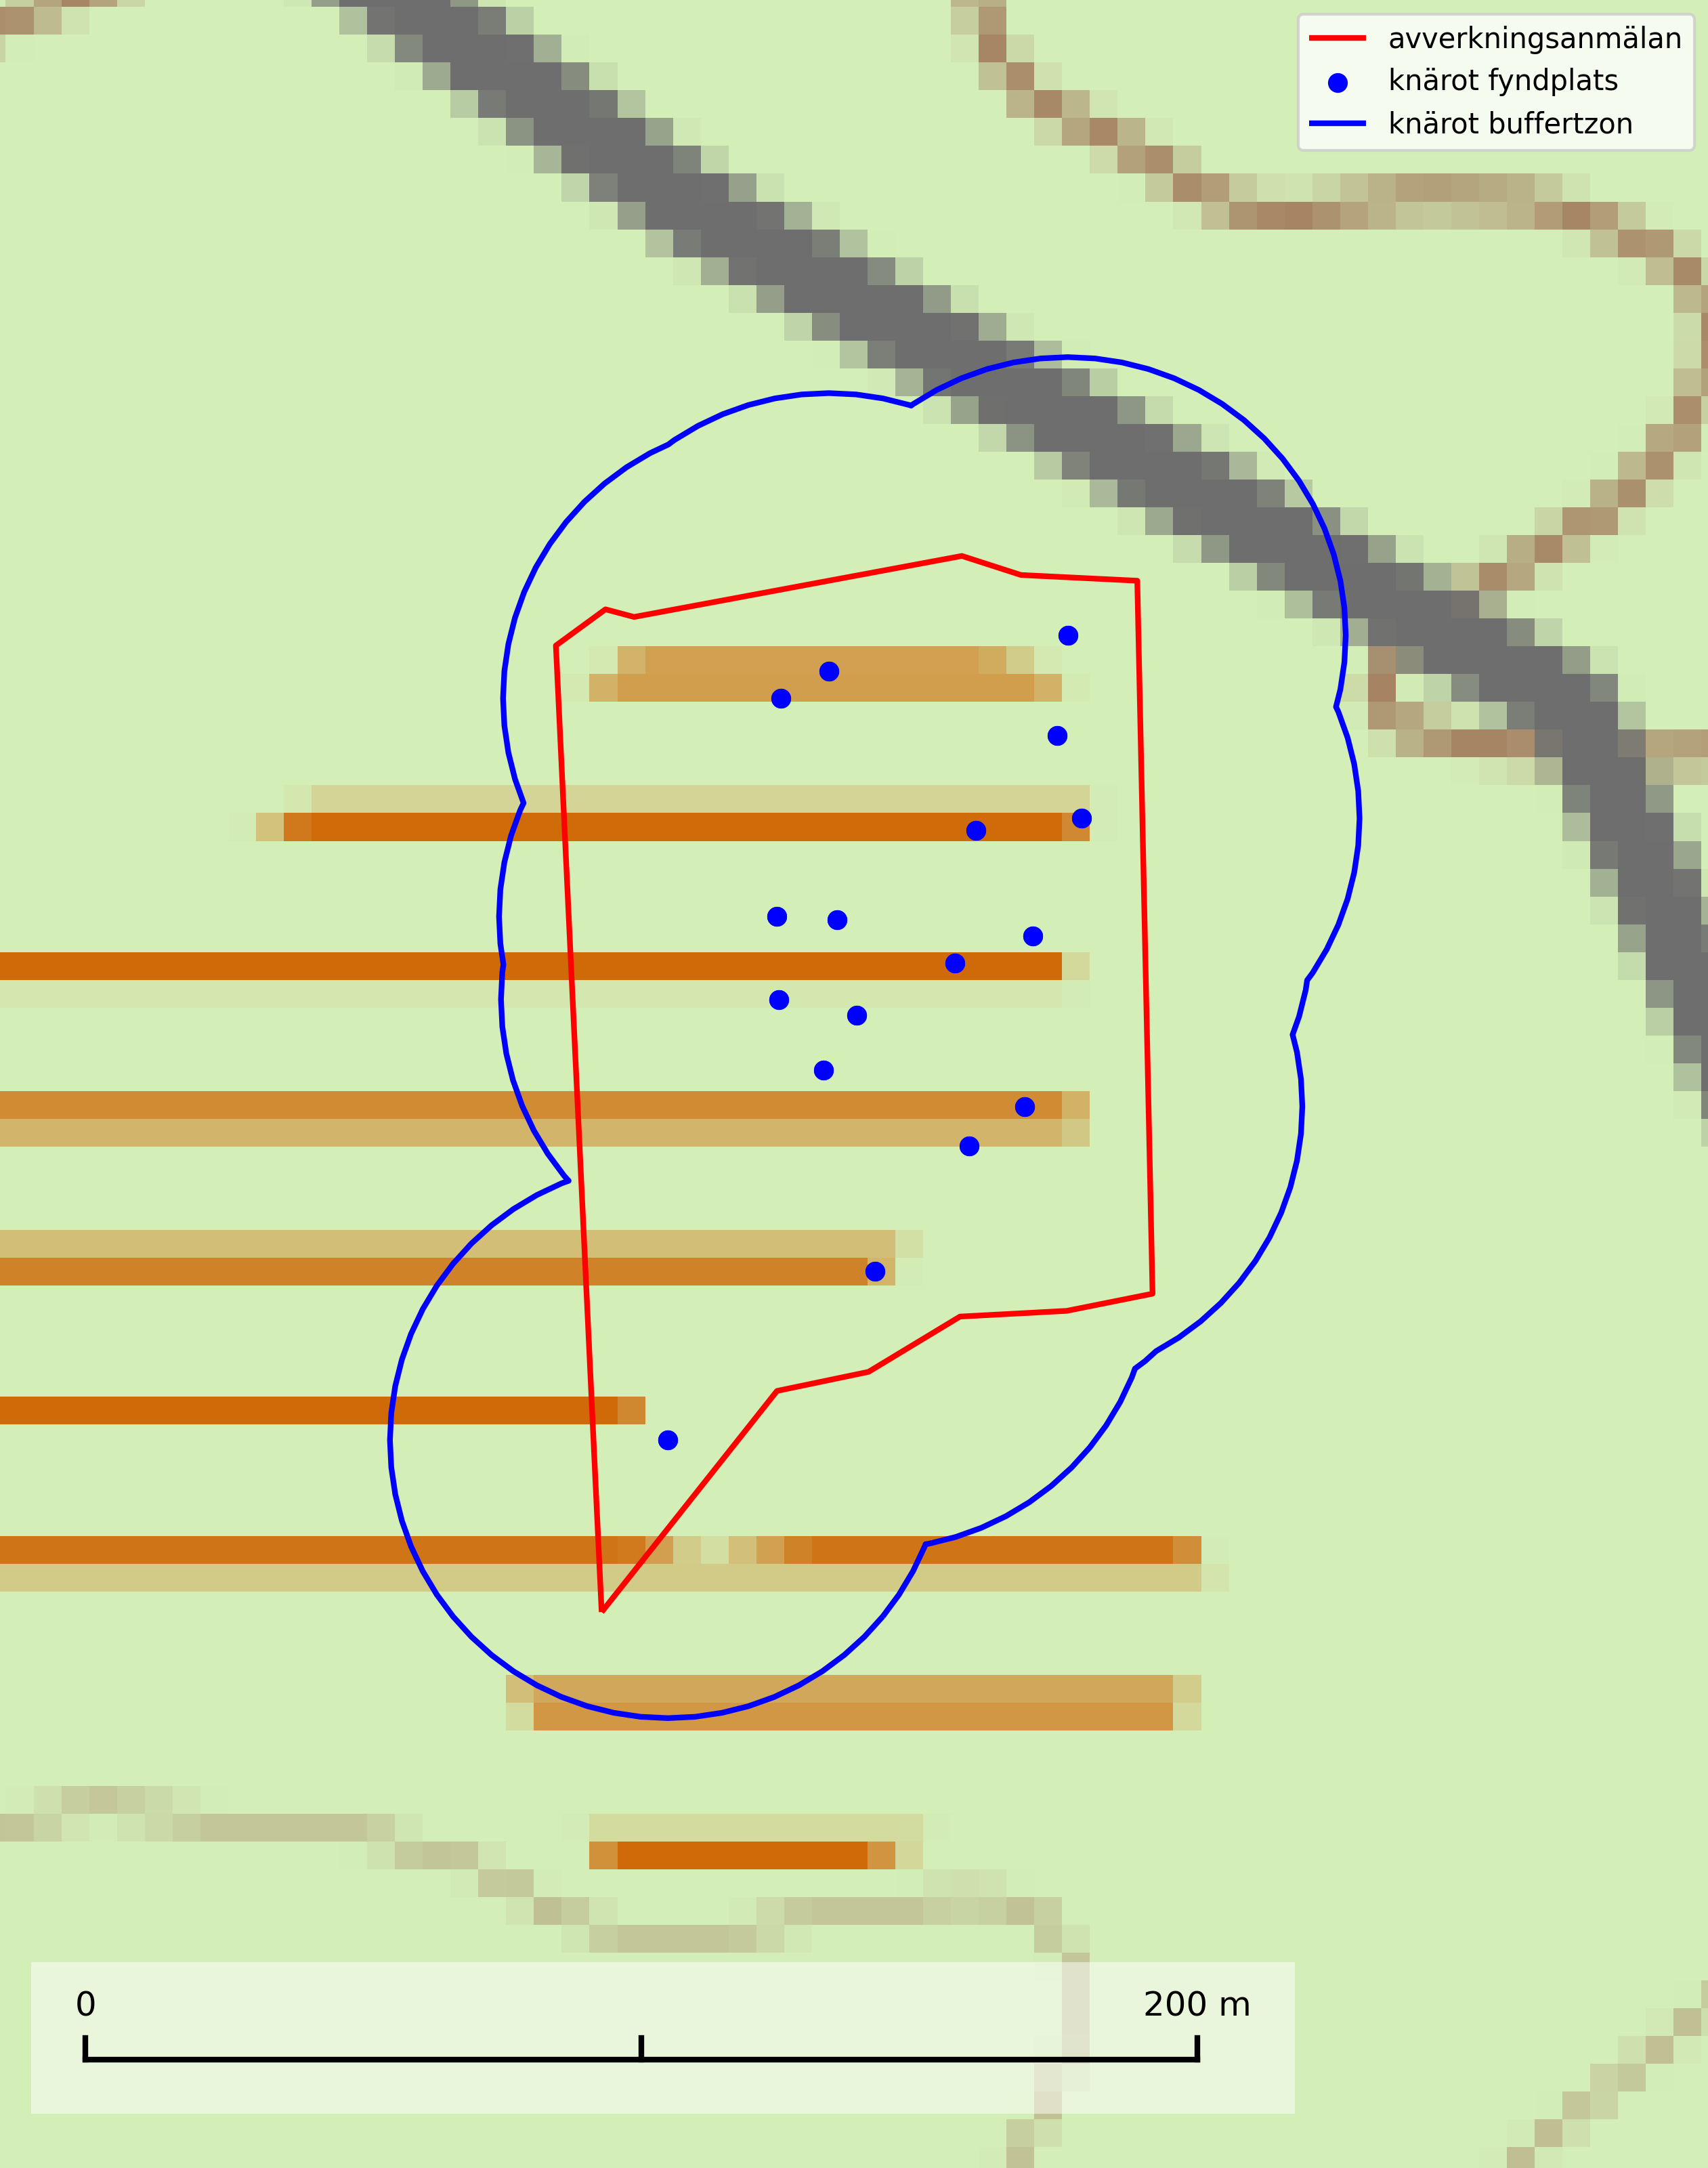 avverkningsanmälan
knärot fyndplats
knärot buffertzon
0
200 m